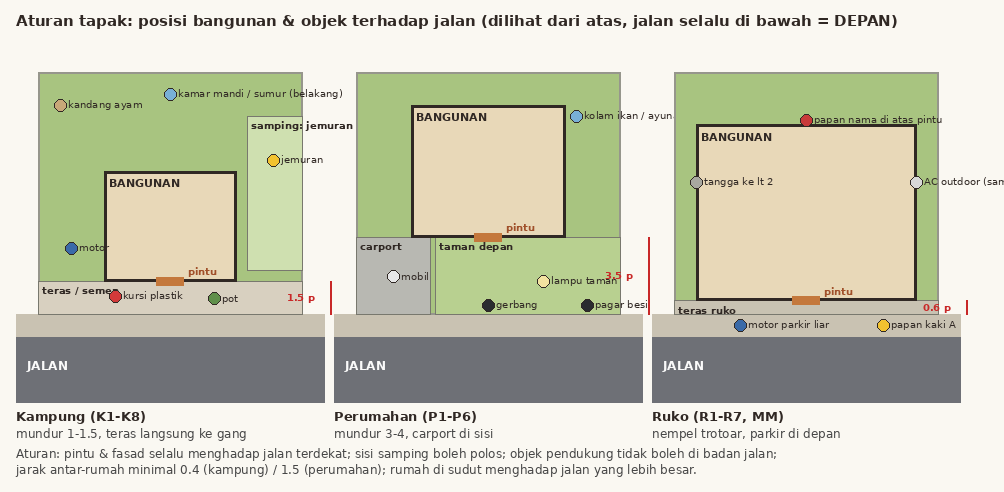 Aturan tapak: posisi bangunan & objek terhadap jalan (dilihat dari atas, jalan selalu di bawah = DEPAN)
kandang ayam
kamar mandi / sumur (belakang)
samping: jemuran
jemuran
BANGUNAN
motor
pintu
teras / semen
kursi plastik
pot
1.5 p
JALAN
Kampung (K1-K8)
mundur 1-1.5, teras langsung ke gang
BANGUNAN
kolam ikan / ayun
pintu
carport
taman depan
mobil
lampu taman
3.5 p
gerbang
pagar besi
JALAN
Perumahan (P1-P6)
mundur 3-4, carport di sisi
papan nama di atas pintu
BANGUNAN
tangga ke lt 2
AC outdoor (sam
pintu
teras ruko
0.6 p
motor parkir liar
papan kaki A
JALAN
Ruko (R1-R7, MM)
nempel trotoar, parkir di depan
Aturan: pintu & fasad selalu menghadap jalan terdekat; sisi samping boleh polos; objek pendukung tidak boleh di badan jalan;
jarak antar-rumah minimal 0.4 (kampung) / 1.5 (perumahan); rumah di sudut menghadap jalan yang lebih besar.